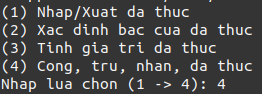 (1) Nhap/Xuat da thuc
(2) Xac dinh bac cua da thuc
(3) Tinh gia tri da thuc
(4) Cong, tru, nhan, da thuc
Nhap lua chon (1 -> 4): 4